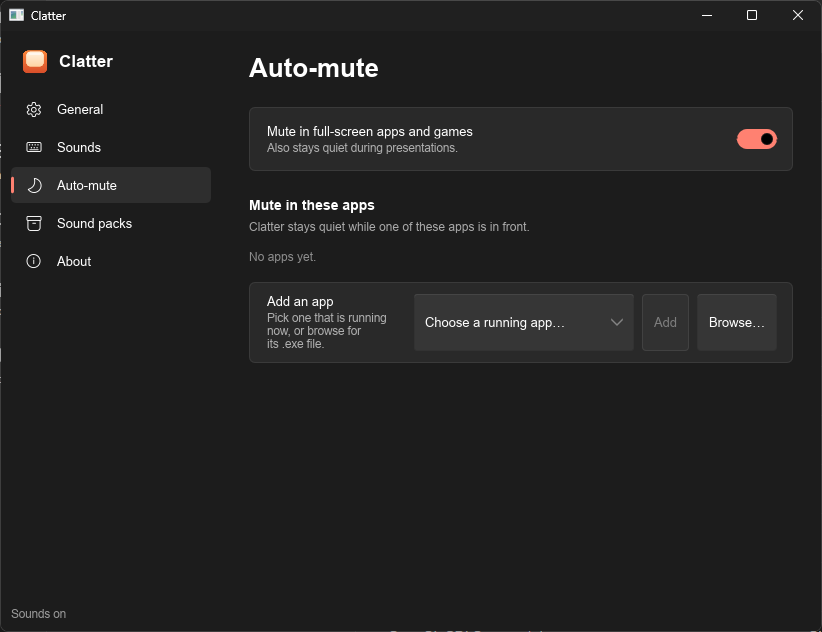 Clatter
Clatter
General
Sounds
Auto-mute
Sound packs
About
Sounds on
Auto-mute
Mute in full-screen apps and games
Also stays quiet during presentations.
Mute in these apps
Clatter stays quiet while one of these apps is in front.
No apps yet.
Add an app
Pick one that is running
now, or browse for
its .exe file.
Choose a running app…
Add
Browse…